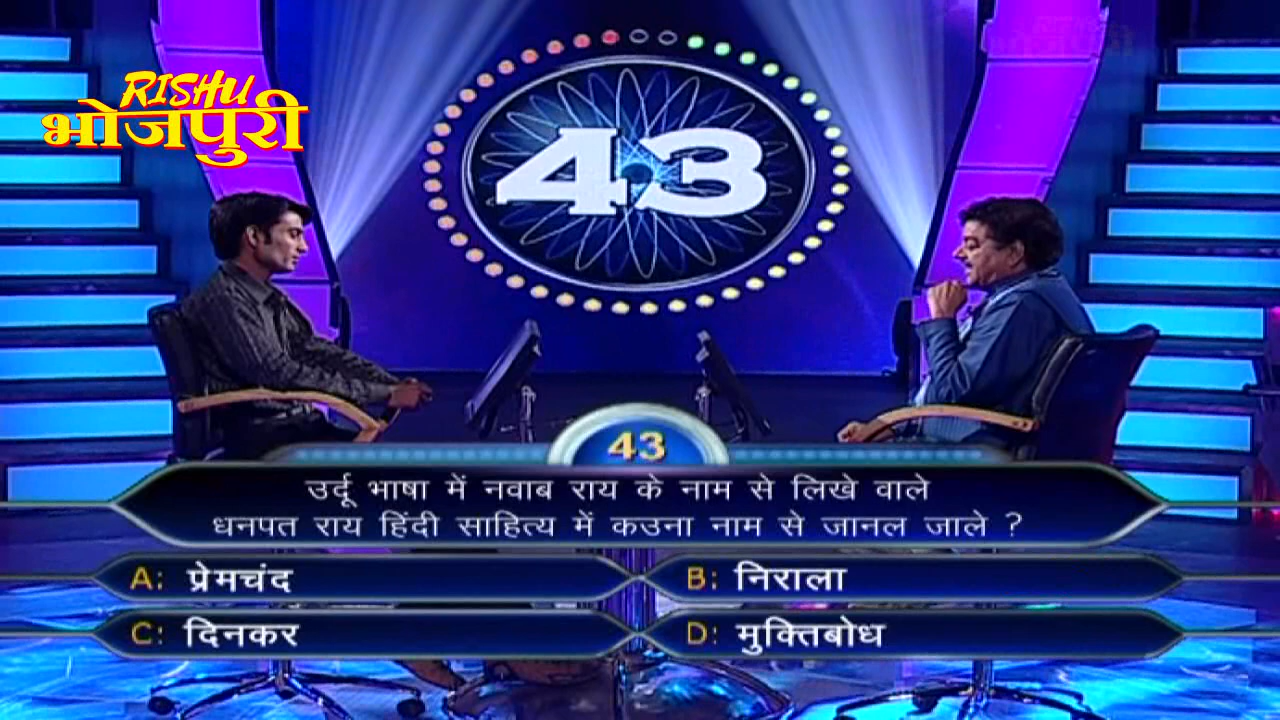 RISHU
भोजपुरी
43
43
उर्दू भाषा में नवाब राय के नाम से लिखे वाले
धनपत राय हिंदी साहित्य में कउना नाम से जानल जाले ?
A: प्रेमचंद
B: निराला
C: दिनकर
D: मुक्तिबोध